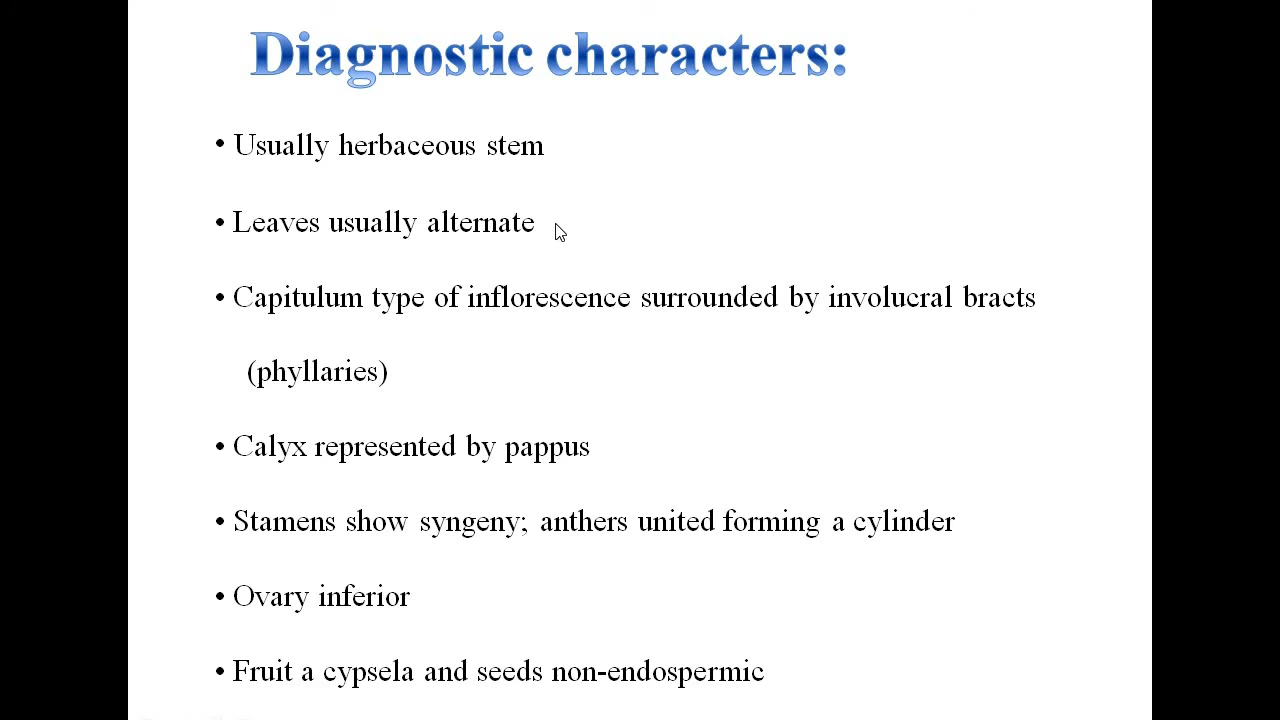 Diagnostic characters:
• Usually herbaceous stem
• Leaves usually alternate
• Capitulum type of inflorescence surrounded by involucral bracts
(phyllaries)
• Calyx represented by pappus
• Stamens show syngeny; anthers united forming a cylinder
• Ovary inferior
• Fruit a cypsela and seeds non-endospermic